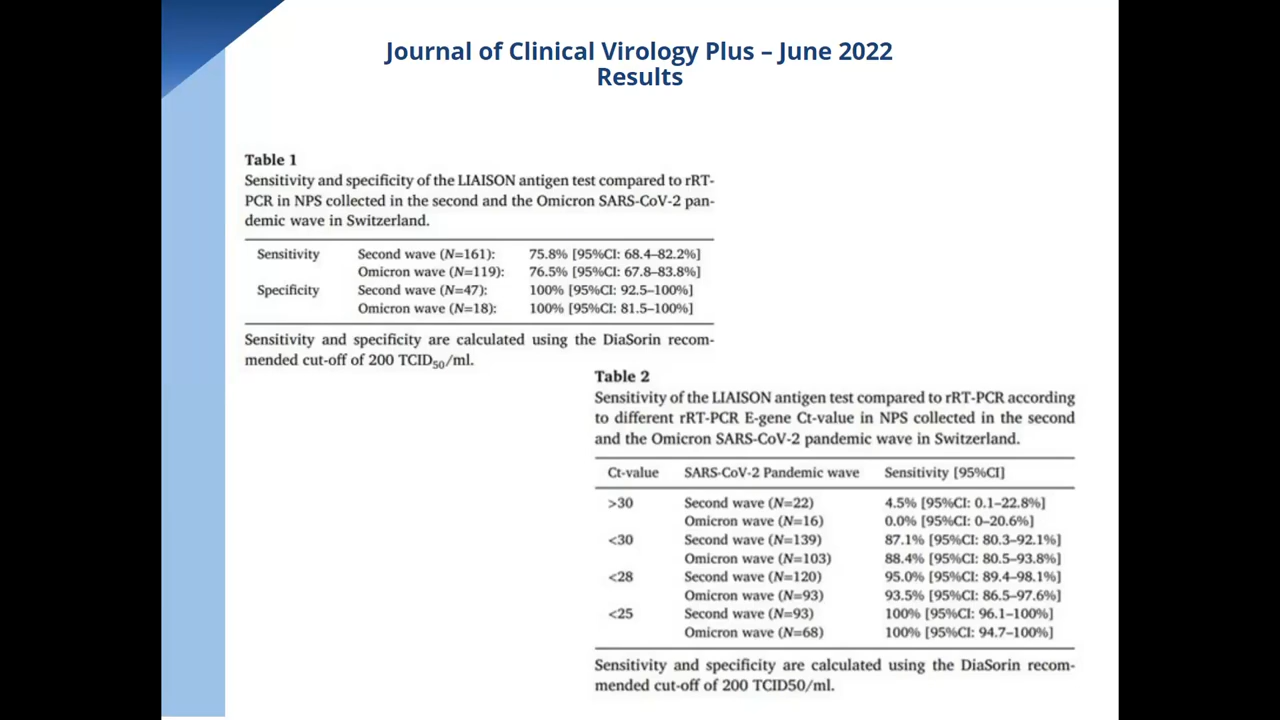 Journal of Clinical Virology Plus – June 2022
Results
Table 1
Sensitivity and specificity of the LIAISON antigen test compared to rRT-
PCR in NPS collected in the second and the Omicron SARS-CoV-2 pan-
demic wave in Switzerland.
Sensitivity Second wave (N=161): 75.8% [95%CI: 68.4–82.2%]
Omicron wave (N=119): 76.5% [95%CI: 67.8–83.8%]
Specificity Second wave (N=47): 100% [95%CI: 92.5–100%]
Omicron wave (N=18): 100% [95%CI: 81.5–100%]
Sensitivity and specificity are calculated using the DiaSorin recom-
mended cut-off of 200 TCID50/ml.
Table 2
Sensitivity of the LIAISON antigen test compared to rRT-PCR according
to different rRT-PCR E-gene Ct-value in NPS collected in the second
and the Omicron SARS-CoV-2 pandemic wave in Switzerland.
Ct-value SARS-CoV-2 Pandemic wave Sensitivity [95%CI]
>30 Second wave (N=22) 4.5% [95%CI: 0.1–22.8%]
Omicron wave (N=16) 0.0% [95%CI: 0–20.6%]
<30 Second wave (N=139) 87.1% [95%CI: 80.3–92.1%]
Omicron wave (N=103) 88.4% [95%CI: 80.5–93.8%]
<28 Second wave (N=120) 95.0% [95%CI: 89.4–98.1%]
Omicron wave (N=93) 93.5% [95%CI: 86.5–97.6%]
<25 Second wave (N=93) 100% [95%CI: 96.1–100%]
Omicron wave (N=68) 100% [95%CI: 94.7–100%]
Sensitivity and specificity are calculated using the DiaSorin recom-
mended cut-off of 200 TCID50/ml.